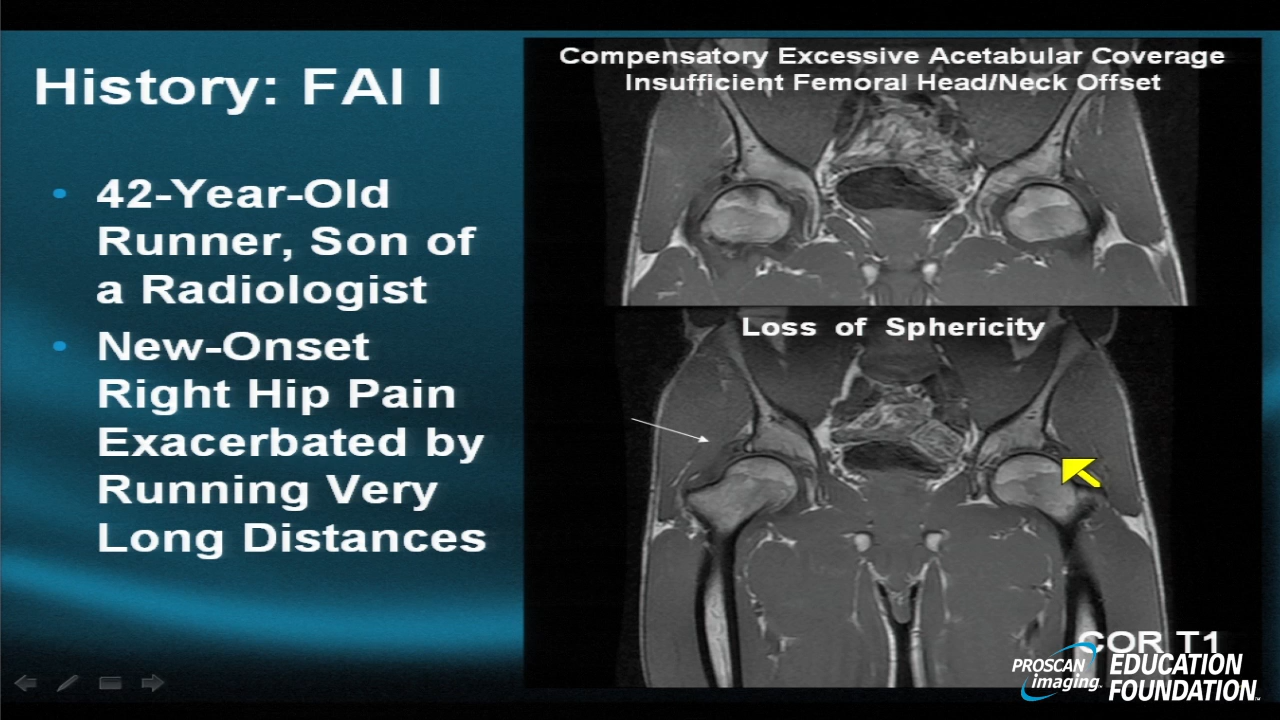 History: FAI I
• 42-Year-Old
Runner, Son of
a Radiologist
• New-Onset
Right Hip Pain
Exacerbated by
Running Very
Long Distances
Compensatory Excessive Acetabular Coverage
Insufficient Femoral Head/Neck Offset
Loss of Sphericity
COR T1
PROSCAN
imaging.
EDUCATION
FOUNDATION™